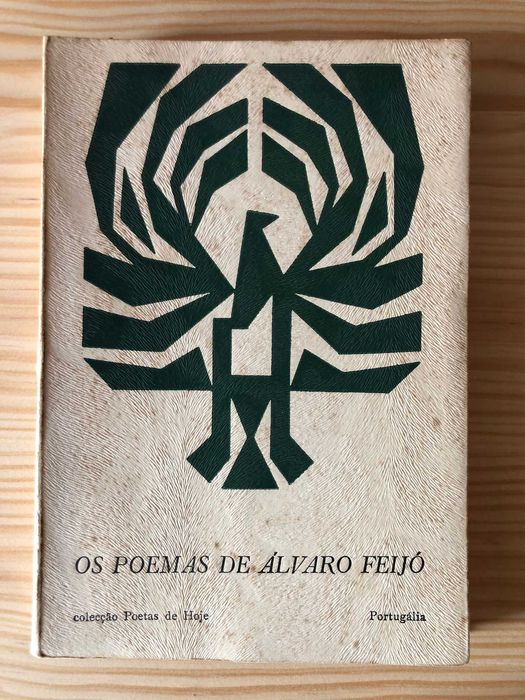 OS POEMAS DE ÁLVARO FEIJÓ
colecção Poetas de Hoje
Portugália